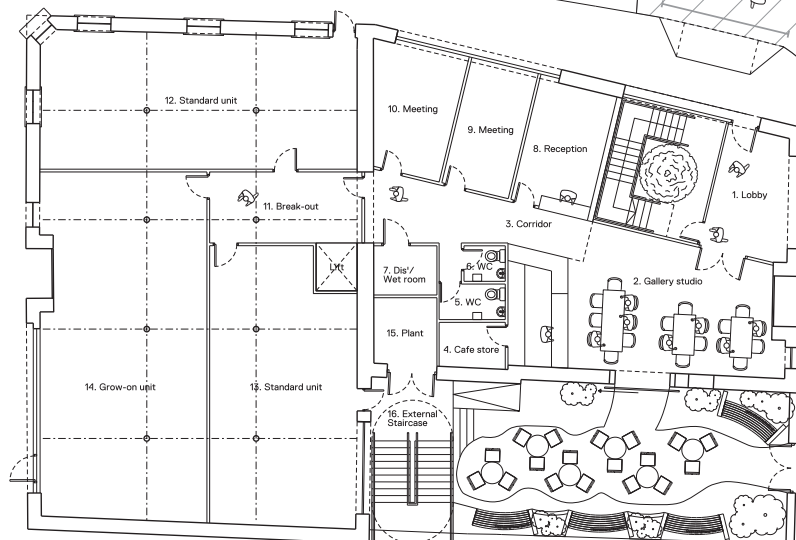 12. Standard unit
10. Meeting
9. Meeting
8. Reception
1. Lobby
11. Break-out
3. Corridor
Lift
7. Dis'/
Wet room
6. WC
2. Gallery studio
5. WC
15. Plant
4. Cafe store
14. Grow-on unit
13. Standard unit
16. External
Staircase